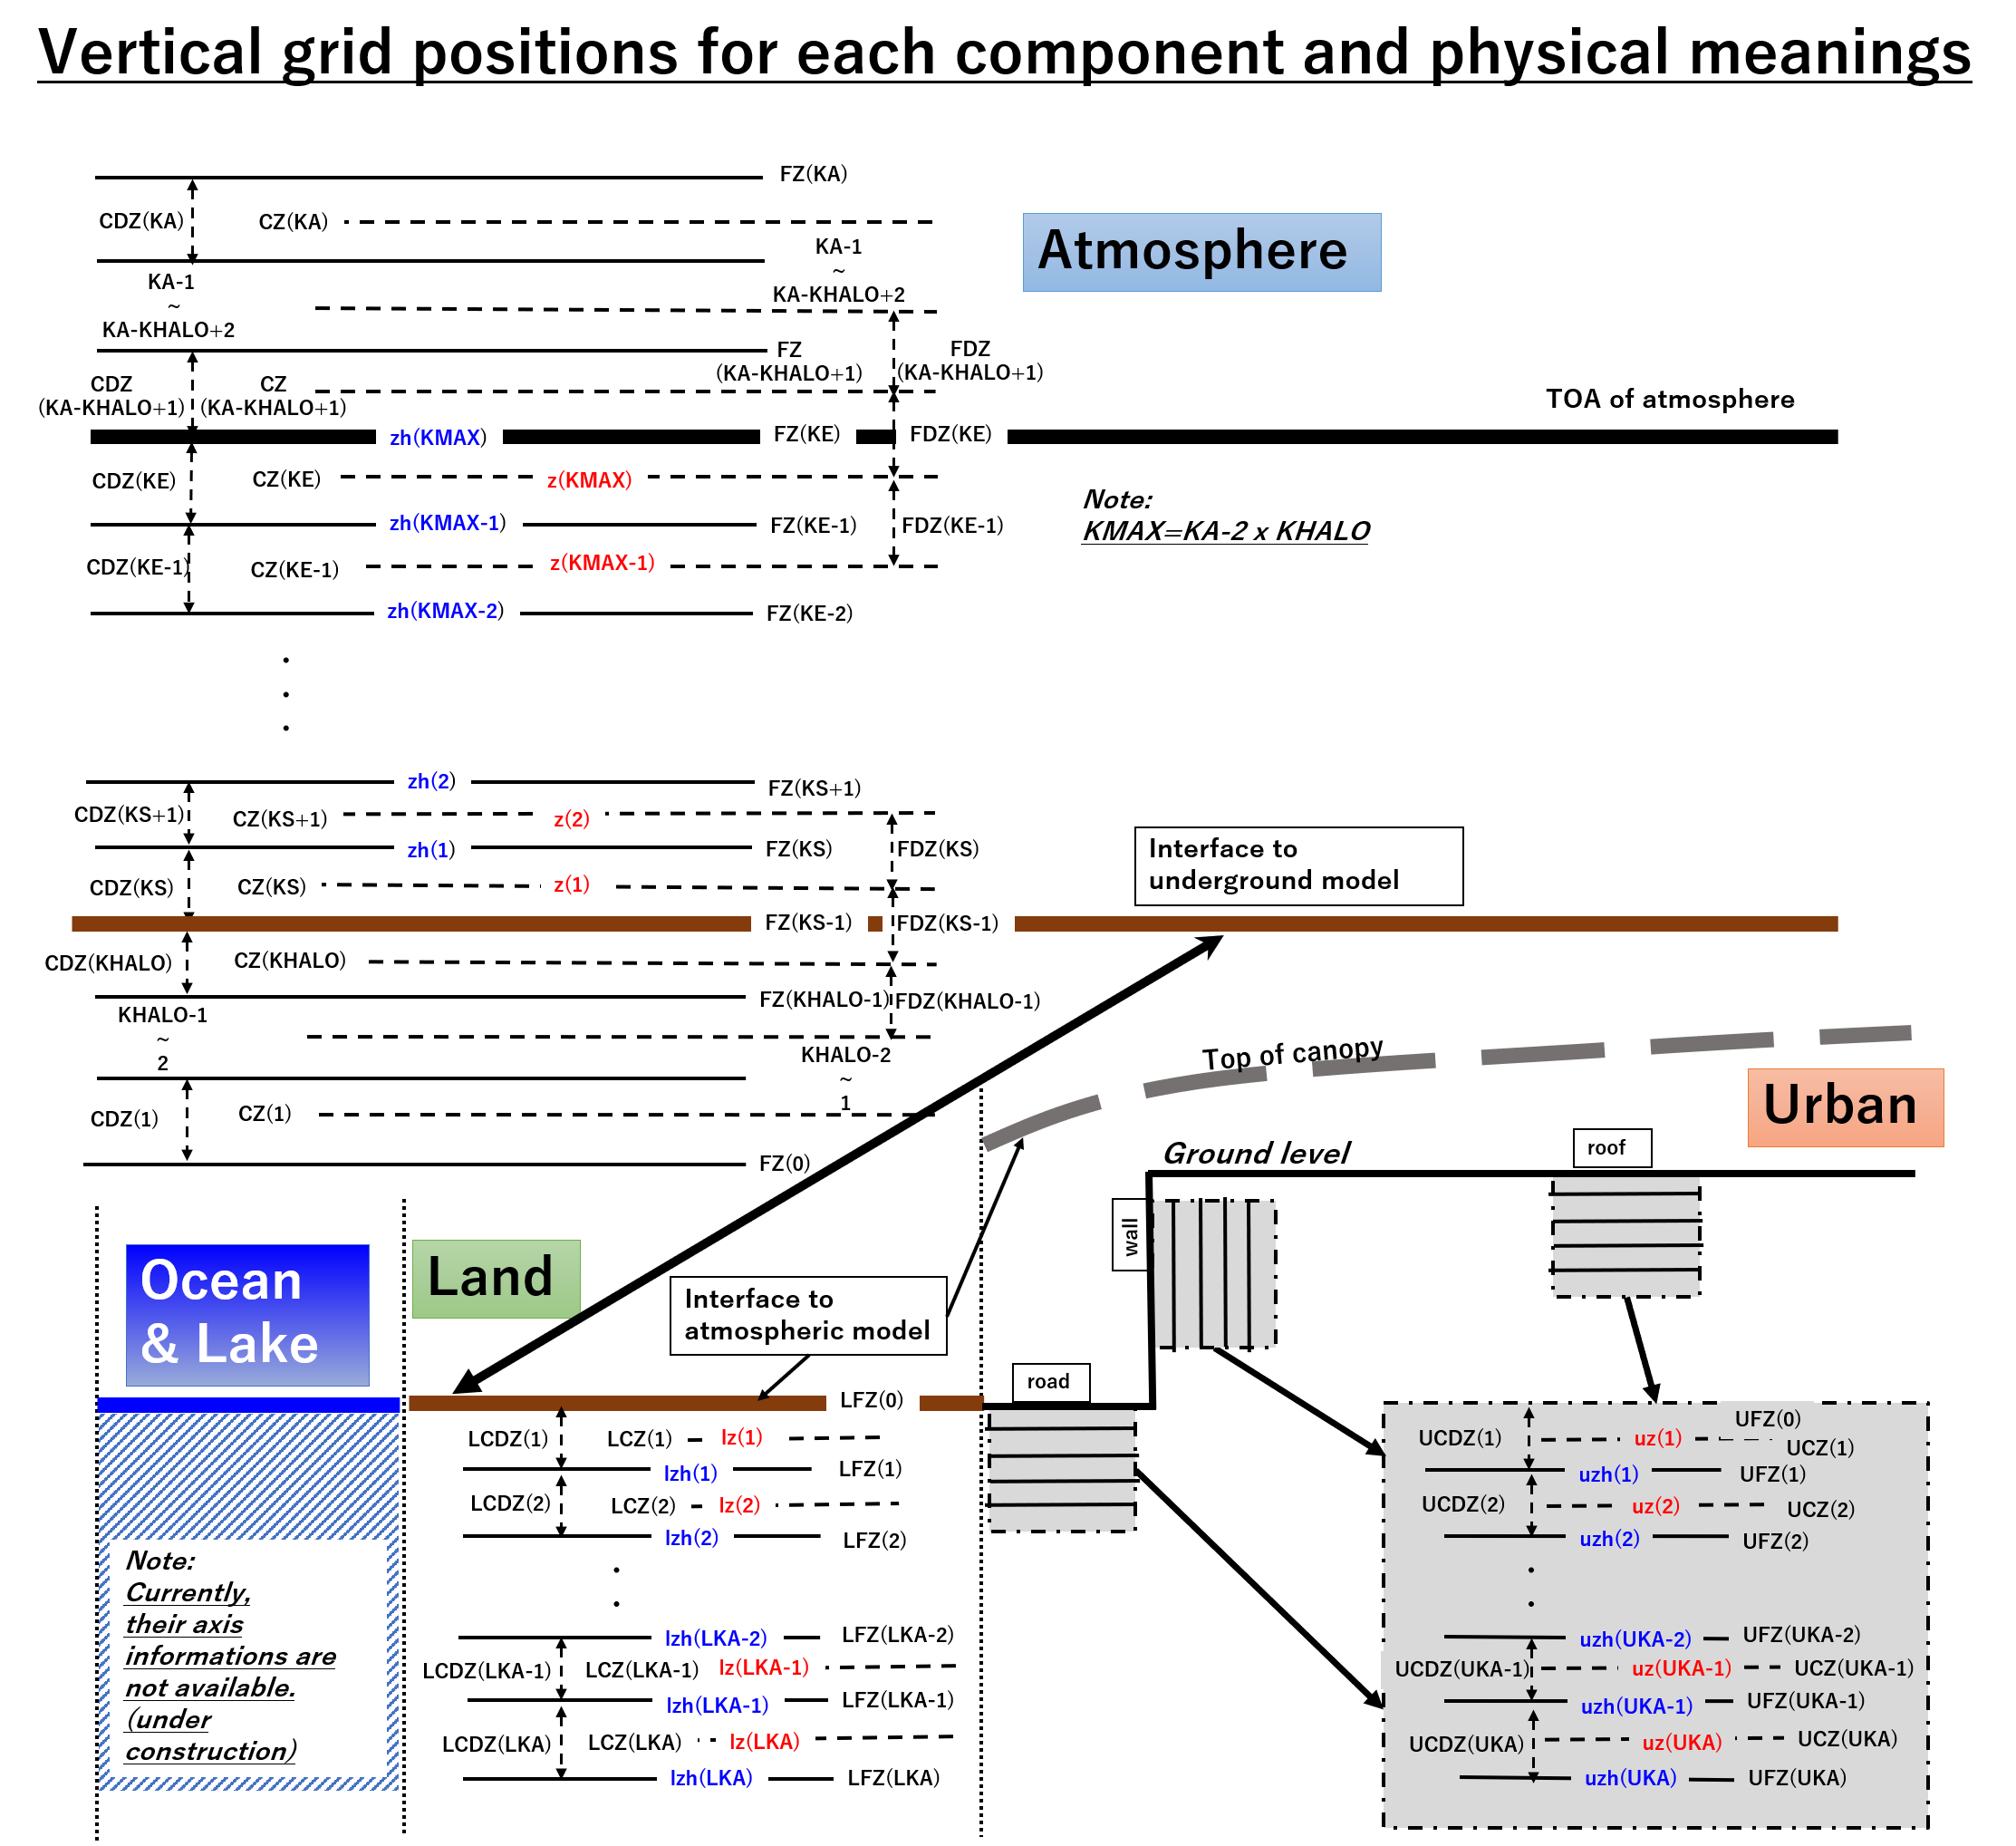 Vertical grid positions for each component and physical meanings
FZ(KA)
CDZ(KA)
CZ(KA)
Atmosphere
KA-1
~
KA-KHALO+2
KA-1
~
KA-KHALO+2
FZ
(KA-KHALO+1)
FDZ
(KA-KHALO+1)
CDZ
(KA-KHALO+1)
CZ
(KA-KHALO+1)
TOA of atmosphere
zh(KMAX)
FZ(KE)
FDZ(KE)
CDZ(KE)
CZ(KE)
z(KMAX)
Note:
KMAX=KA-2 x KHALO
zh(KMAX-1)
FZ(KE-1)
FDZ(KE-1)
CDZ(KE-1)
CZ(KE-1)
z(KMAX-1)
zh(KMAX-2)
FZ(KE-2)
.
.
.
zh(2)
FZ(KS+1)
CDZ(KS+1)
CZ(KS+1)
z(2)
zh(1)
FZ(KS)
FDZ(KS)
Interface to
underground model
CDZ(KS)
CZ(KS)
z(1)
FZ(KS-1)
FDZ(KS-1)
CDZ(KHALO)
CZ(KHALO)
FZ(KHALO-1)
FDZ(KHALO-1)
KHALO-1
~
2
KHALO-2
~
1
CDZ(1)
CZ(1)
FZ(0)
Top of canopy
Urban
Ground level
roof
wall
Ocean
& Lake
Land
Interface to
atmospheric model
road
LFZ(0)
LCDZ(1)
LCZ(1)
lz(1)
lzh(1)
LFZ(1)
LCDZ(2)
LCZ(2)
lz(2)
lzh(2)
LFZ(2)
.
.
lzh(LKA-2)
LFZ(LKA-2)
LCDZ(LKA-1)
LCZ(LKA-1)
lz(LKA-1)
lzh(LKA-1)
LFZ(LKA-1)
LCDZ(LKA)
LCZ(LKA)
lz(LKA)
lzh(LKA)
LFZ(LKA)
Note:
Currently,
their axis
informations are
not available.
(under
construction)
UFZ(0)
UCDZ(1)
uz(1)
UCZ(1)
uzh(1)
UFZ(1)
UCDZ(2)
uz(2)
UCZ(2)
uzh(2)
UFZ(2)
.
.
uzh(UKA-2)
UFZ(UKA-2)
UCDZ(UKA-1)
uz(UKA-1)
UCZ(UKA-1)
uzh(UKA-1)
UFZ(UKA-1)
UCDZ(UKA)
uz(UKA)
UCZ(UKA)
uzh(UKA)
UFZ(UKA)